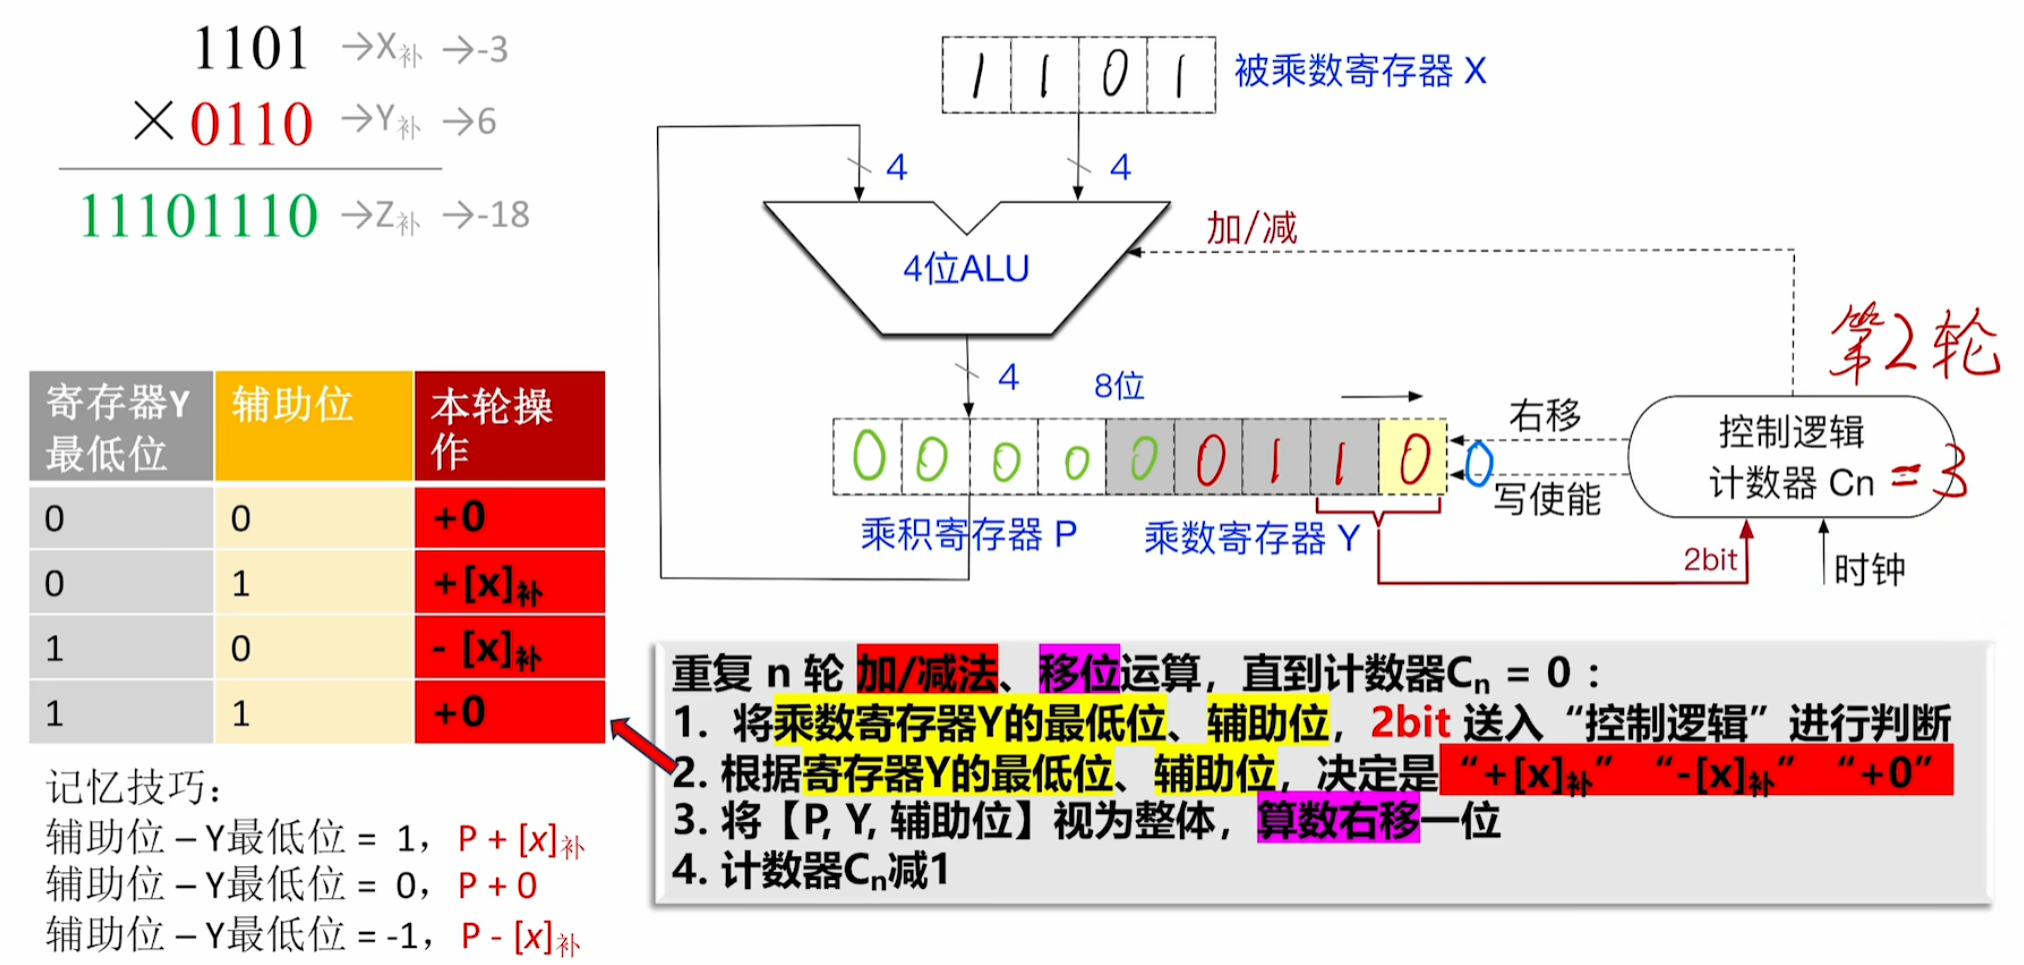 1101 →X补 →-3
×0110 →Y补 →6
11101110 →Z补 →-18
1 1 0 1 被乘数寄存器 X
4 4
加/减
4位ALU
4 8位
第2轮
右移
写使能
控制逻辑
计数器 Cn = 3
0 0 0 0 0 0 1 1 0 0
乘积寄存器 P 乘数寄存器 Y
2bit 时钟
寄存器Y最低位 辅助位 本轮操作
0 0 +0
0 1 +[x]补
1 0 - [x]补
1 1 +0
记忆技巧：
辅助位 – Y最低位 = 1，P + [x]补
辅助位 – Y最低位 = 0，P + 0
辅助位 – Y最低位 = -1，P - [x]补
重复 n 轮 加/减法、移位运算，直到计数器Cn = 0：
1. 将乘数寄存器Y的最低位、辅助位，2bit 送入“控制逻辑”进行判断
2. 根据寄存器Y的最低位、辅助位，决定是“+[x]补” “-[x]补” “+0”
3. 将【P, Y, 辅助位】视为整体，算数右移一位
4. 计数器Cn减1